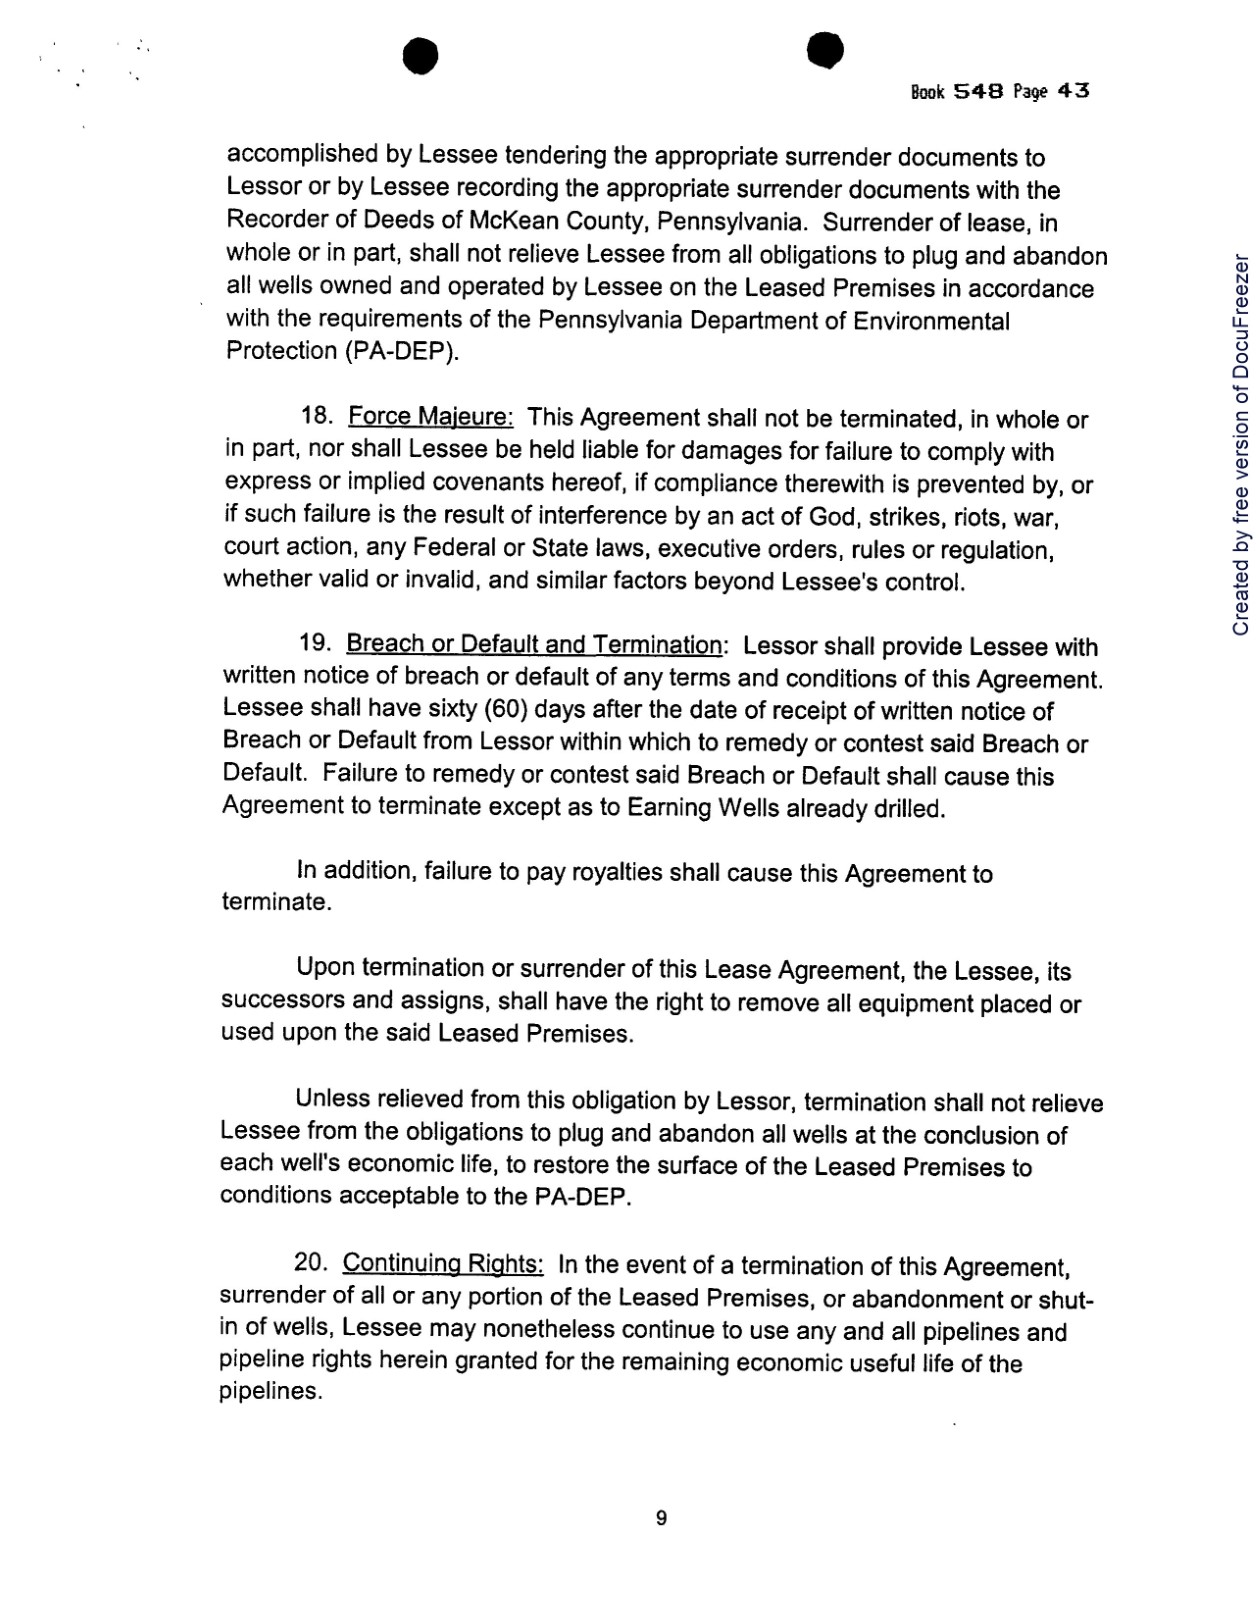 Book 548 Page 43
accomplished by Lessee tendering the appropriate surrender documents to
Lessor or by Lessee recording the appropriate surrender documents with the
Recorder of Deeds of McKean County, Pennsylvania.  Surrender of lease, in
whole or in part, shall not relieve Lessee from all obligations to plug and abandon
all wells owned and operated by Lessee on the Leased Premises in accordance
with the requirements of the Pennsylvania Department of Environmental
Protection (PA-DEP).
18.  Force Majeure:  This Agreement shall not be terminated, in whole or
in part, nor shall Lessee be held liable for damages for failure to comply with
express or implied covenants hereof, if compliance therewith is prevented by, or
if such failure is the result of interference by an act of God, strikes, riots, war,
court action, any Federal or State laws, executive orders, rules or regulation,
whether valid or invalid, and similar factors beyond Lessee's control.
19.  Breach or Default and Termination:  Lessor shall provide Lessee with
written notice of breach or default of any terms and conditions of this Agreement.
Lessee shall have sixty (60) days after the date of receipt of written notice of
Breach or Default from Lessor within which to remedy or contest said Breach or
Default.  Failure to remedy or contest said Breach or Default shall cause this
Agreement to terminate except as to Earning Wells already drilled.
In addition, failure to pay royalties shall cause this Agreement to
terminate.
Upon termination or surrender of this Lease Agreement, the Lessee, its
successors and assigns, shall have the right to remove all equipment placed or
used upon the said Leased Premises.
Unless relieved from this obligation by Lessor, termination shall not relieve
Lessee from the obligations to plug and abandon all wells at the conclusion of
each well's economic life, to restore the surface of the Leased Premises to
conditions acceptable to the PA-DEP.
20.  Continuing Rights:  In the event of a termination of this Agreement,
surrender of all or any portion of the Leased Premises, or abandonment or shut-
in of wells, Lessee may nonetheless continue to use any and all pipelines and
pipeline rights herein granted for the remaining economic useful life of the
pipelines.
9
Created by free version of DocuFreezer